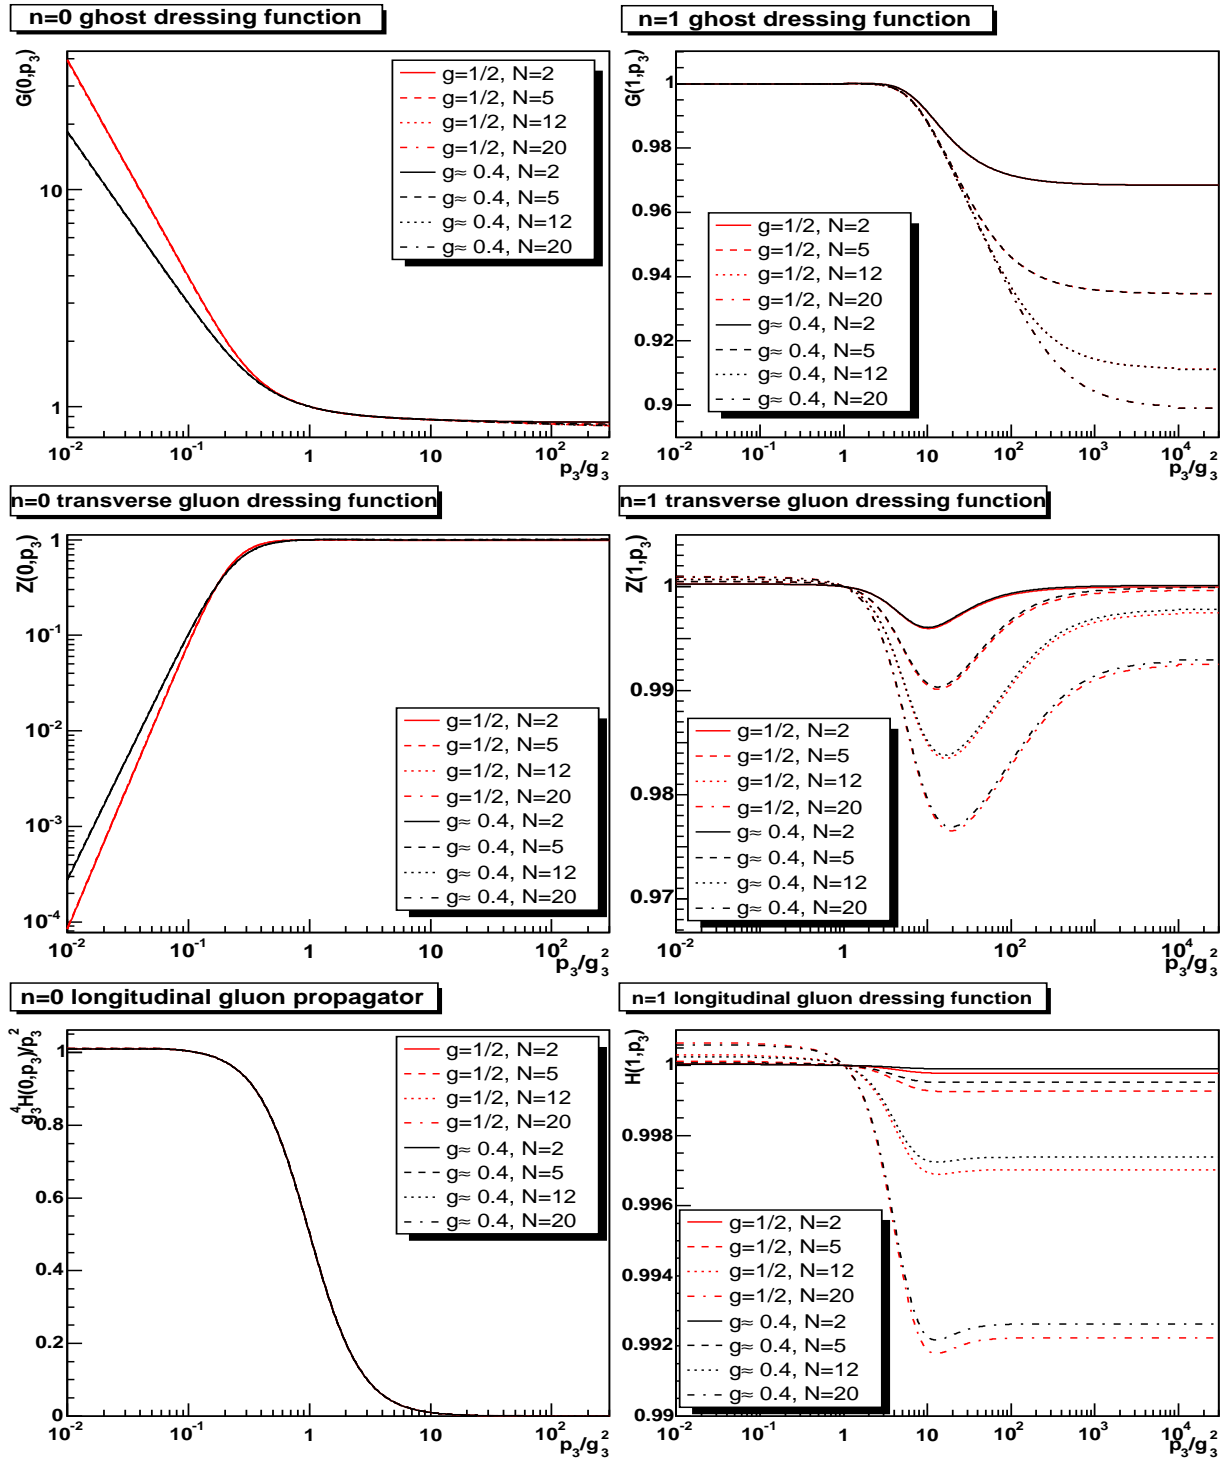 n=0 ghost dressing function
G(0,p3)
10
1
g=1/2, N=2
g=1/2, N=5
g=1/2, N=12
g=1/2, N=20
g≈ 0.4, N=2
g≈ 0.4, N=5
g≈ 0.4, N=12
g≈ 0.4, N=20
10-2 10-1 1 10 102
p3/g32
n=1 ghost dressing function
G(1,p3)
1
0.98
0.96
0.94
0.92
0.9
g=1/2, N=2
g=1/2, N=5
g=1/2, N=12
g=1/2, N=20
g≈ 0.4, N=2
g≈ 0.4, N=5
g≈ 0.4, N=12
g≈ 0.4, N=20
10-2 10-1 1 10 102 103 104
p3/g32
n=0 transverse gluon dressing function
Z(0,p3)
1
10-1
10-2
10-3
10-4
g=1/2, N=2
g=1/2, N=5
g=1/2, N=12
g=1/2, N=20
g≈ 0.4, N=2
g≈ 0.4, N=5
g≈ 0.4, N=12
g≈ 0.4, N=20
10-2 10-1 1 10 102
p3/g32
n=1 transverse gluon dressing function
Z(1,p3)
1
0.99
0.98
0.97
g=1/2, N=2
g=1/2, N=5
g=1/2, N=12
g=1/2, N=20
g≈ 0.4, N=2
g≈ 0.4, N=5
g≈ 0.4, N=12
g≈ 0.4, N=20
10-2 1 102 104
p3/g32
n=0 longitudinal gluon propagator
g34H(0,p3)/p32
1
0.8
0.6
0.4
0.2
0
g=1/2, N=2
g=1/2, N=5
g=1/2, N=12
g=1/2, N=20
g≈ 0.4, N=2
g≈ 0.4, N=5
g≈ 0.4, N=12
g≈ 0.4, N=20
10-2 10-1 1 10 102
p3/g32
n=1 longitudinal gluon dressing function
H(1,p3)
1
0.998
0.996
0.994
0.992
0.99
g=1/2, N=2
g=1/2, N=5
g=1/2, N=12
g=1/2, N=20
g≈ 0.4, N=2
g≈ 0.4, N=5
g≈ 0.4, N=12
g≈ 0.4, N=20
10-2 10-1 1 10 102 103 104
p3/g32